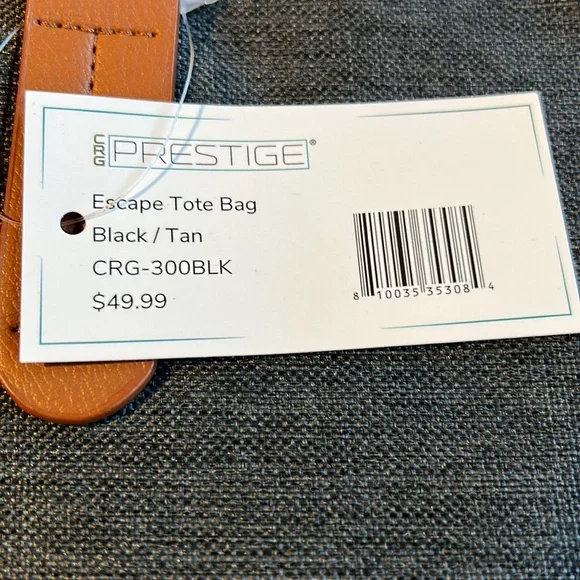 CRG PRESTIGE®
Escape Tote Bag
Black / Tan
CRG-300BLK
$49.99
8 10035 35308 4